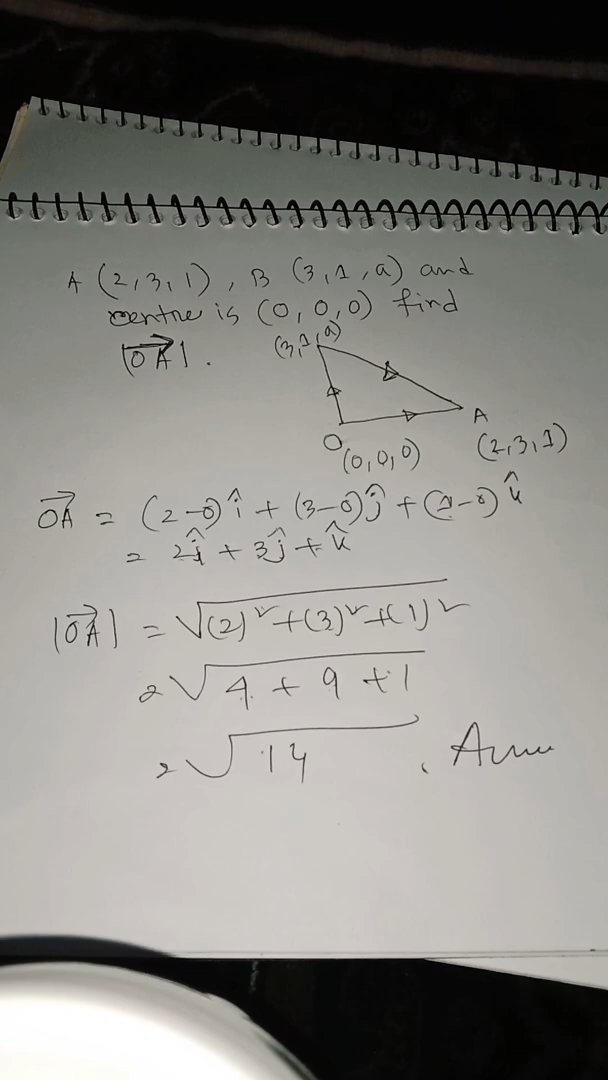 A (2,3,1), B (3,1,a) and
centre is (0,0,0) find
|OA⃗|.
(3,1,a)
A
O
(0,0,0)
(2,3,1)
OA⃗ = (2-0)î + (3-0)ĵ + (1-0)k̂
= 2î + 3ĵ + k̂
|OA⃗| = √(2)²+(3)²+(1)²
= √4+9+1
= √14 .